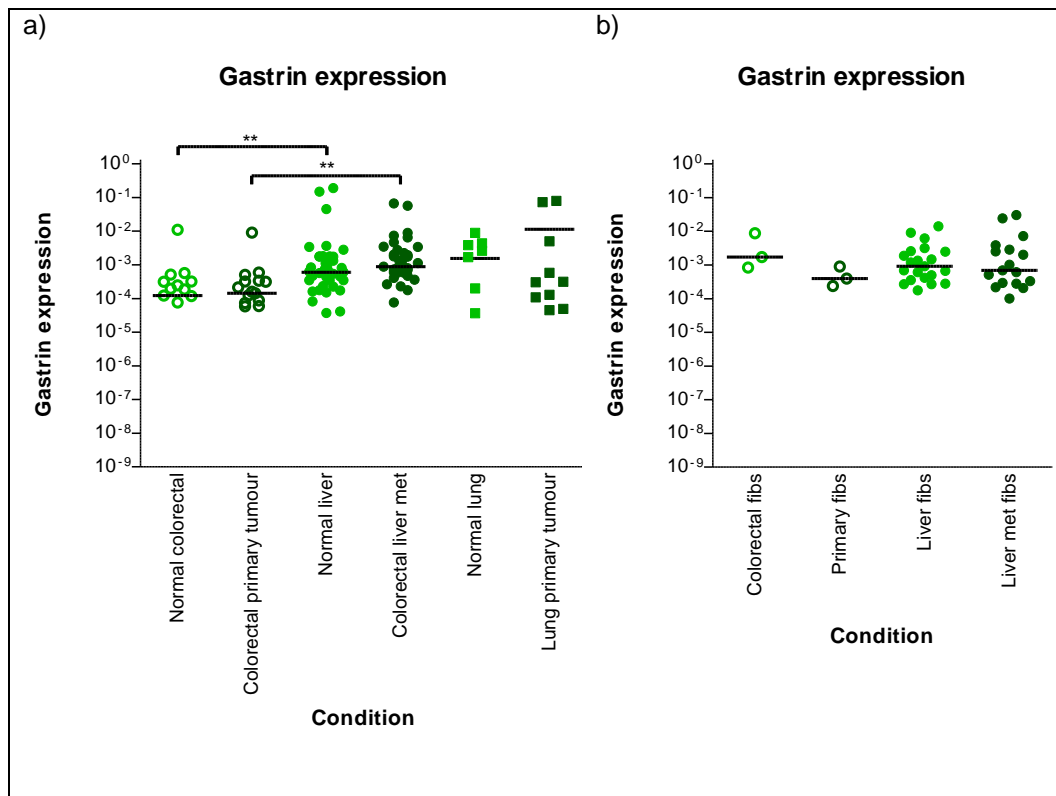 a)
Gastrin expression
**
**
Gastrin expression
10^0
10^-1
10^-2
10^-3
10^-4
10^-5
10^-6
10^-7
10^-8
10^-9
Normal colorectal
Colorectal primary tumour
Normal liver
Colorectal liver met
Normal lung
Lung primary tumour
Condition
b)
Gastrin expression
Gastrin expression
10^0
10^-1
10^-2
10^-3
10^-4
10^-5
10^-6
10^-7
10^-8
10^-9
Colorectal fibs
Primary fibs
Liver fibs
Liver met fibs
Condition